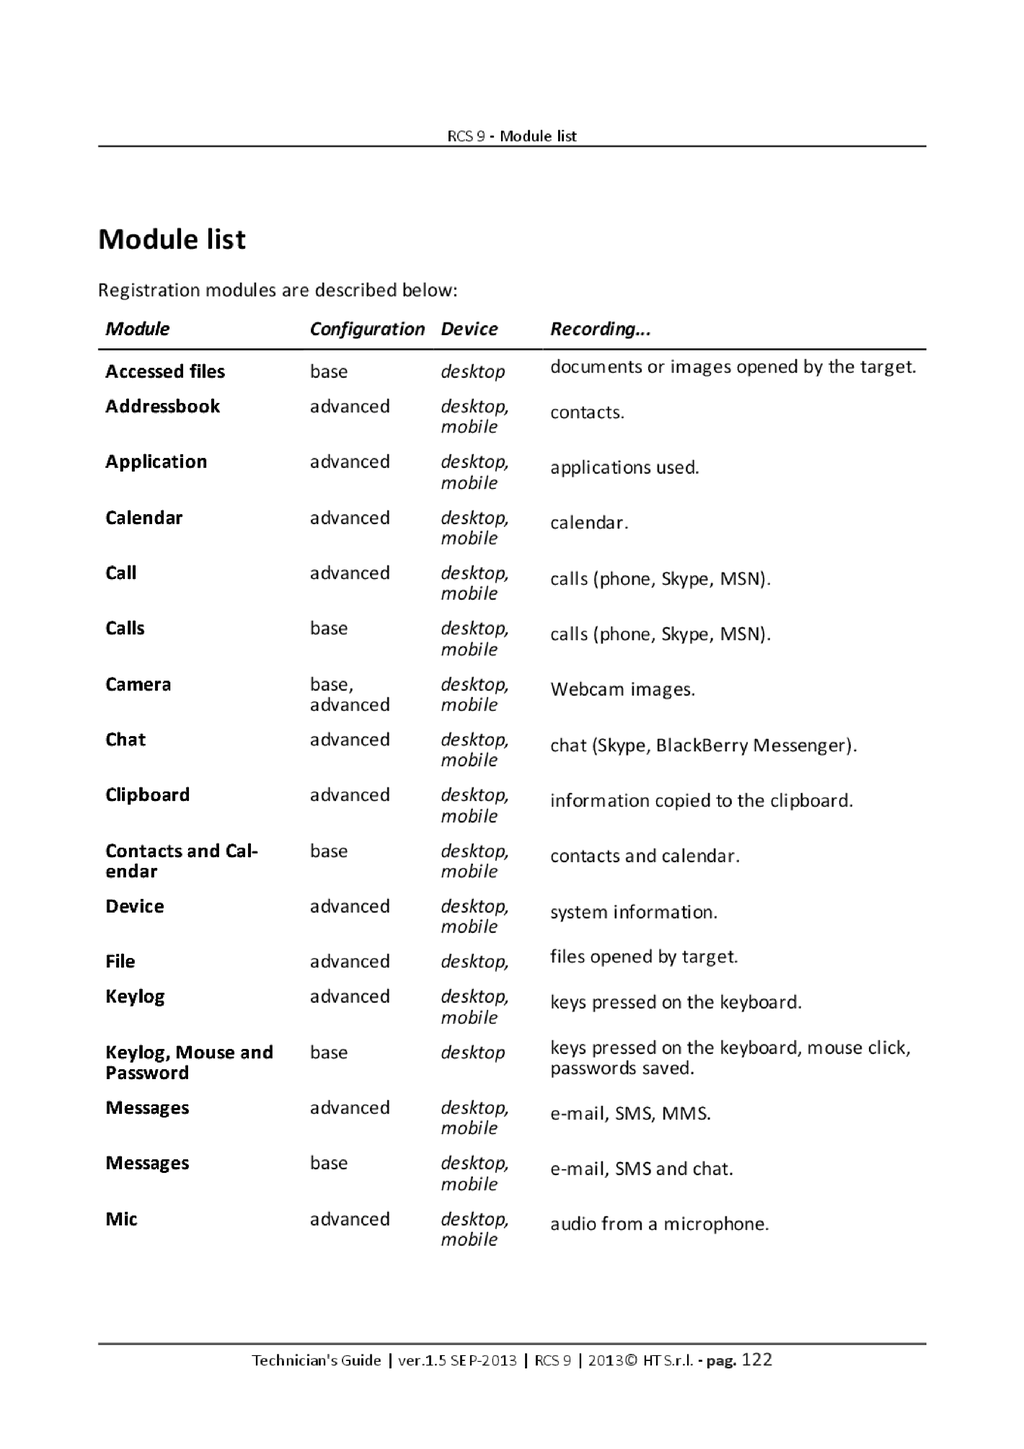 RCS 9 - Module list
Module list
Registration modules are described below:
Module Configuration Device Recording...
Accessed files base desktop documents or images opened by the target.
Addressbook advanced desktop, mobile contacts.
Application advanced desktop, mobile applications used.
Calendar advanced desktop, mobile calendar.
Call advanced desktop, mobile calls (phone, Skype, MSN).
Calls base desktop, mobile calls (phone, Skype, MSN).
Camera base, advanced desktop, mobile Webcam images.
Chat advanced desktop, mobile chat (Skype, BlackBerry Messenger).
Clipboard advanced desktop, mobile information copied to the clipboard.
Contacts and Cal-endar base desktop, mobile contacts and calendar.
Device advanced desktop, mobile system information.
File advanced desktop, files opened by target.
Keylog advanced desktop, mobile keys pressed on the keyboard.
Keylog, Mouse and Password base desktop keys pressed on the keyboard, mouse click, passwords saved.
Messages advanced desktop, mobile e-mail, SMS, MMS.
Messages base desktop, mobile e-mail, SMS and chat.
Mic advanced desktop, mobile audio from a microphone.
Technician's Guide | ver.1.5 SEP-2013 | RCS 9 | 2013© HT S.r.l. - pag. 122